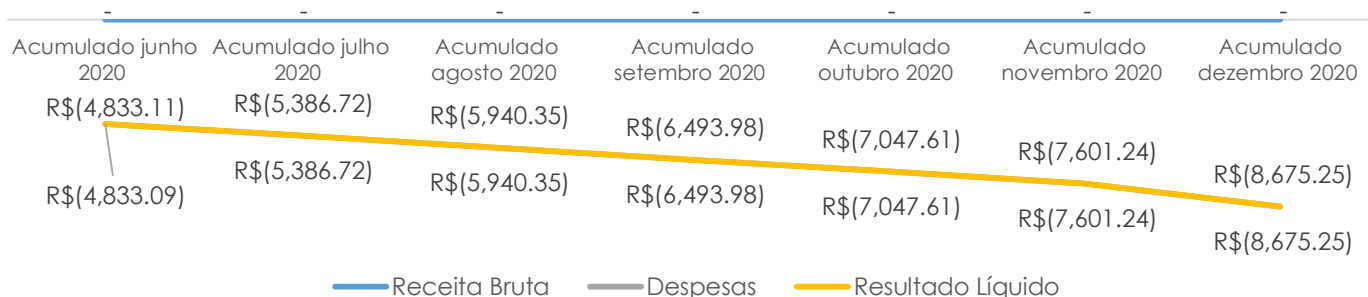 - - - - - - -
Acumulado junho Acumulado julho Acumulado Acumulado Acumulado Acumulado Acumulado
2020 2020 agosto 2020 setembro 2020 outubro 2020 novembro 2020 dezembro 2020
R$(4,833.11) R$(5,386.72) R$(5,940.35) R$(6,493.98) R$(7,047.61) R$(7,601.24) R$(8,675.25)
R$(4,833.09) R$(5,386.72) R$(5,940.35) R$(6,493.98) R$(7,047.61) R$(7,601.24) R$(8,675.25)
Receita Bruta Despesas Resultado Líquido